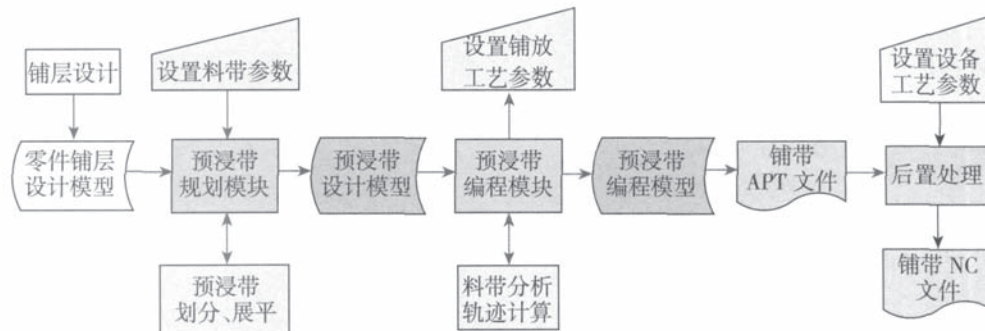 铺层设计
设置料带参数
设置铺放
工艺参数
设置设备
工艺参数
零件铺层
设计模型
预浸带
规划模块
预浸带
设计模型
预浸带
编程模块
预浸带
编程模型
铺带
APT 文件
后置处理
预浸带
划分、展平
料带分析
轨迹计算
铺带 NC
文件